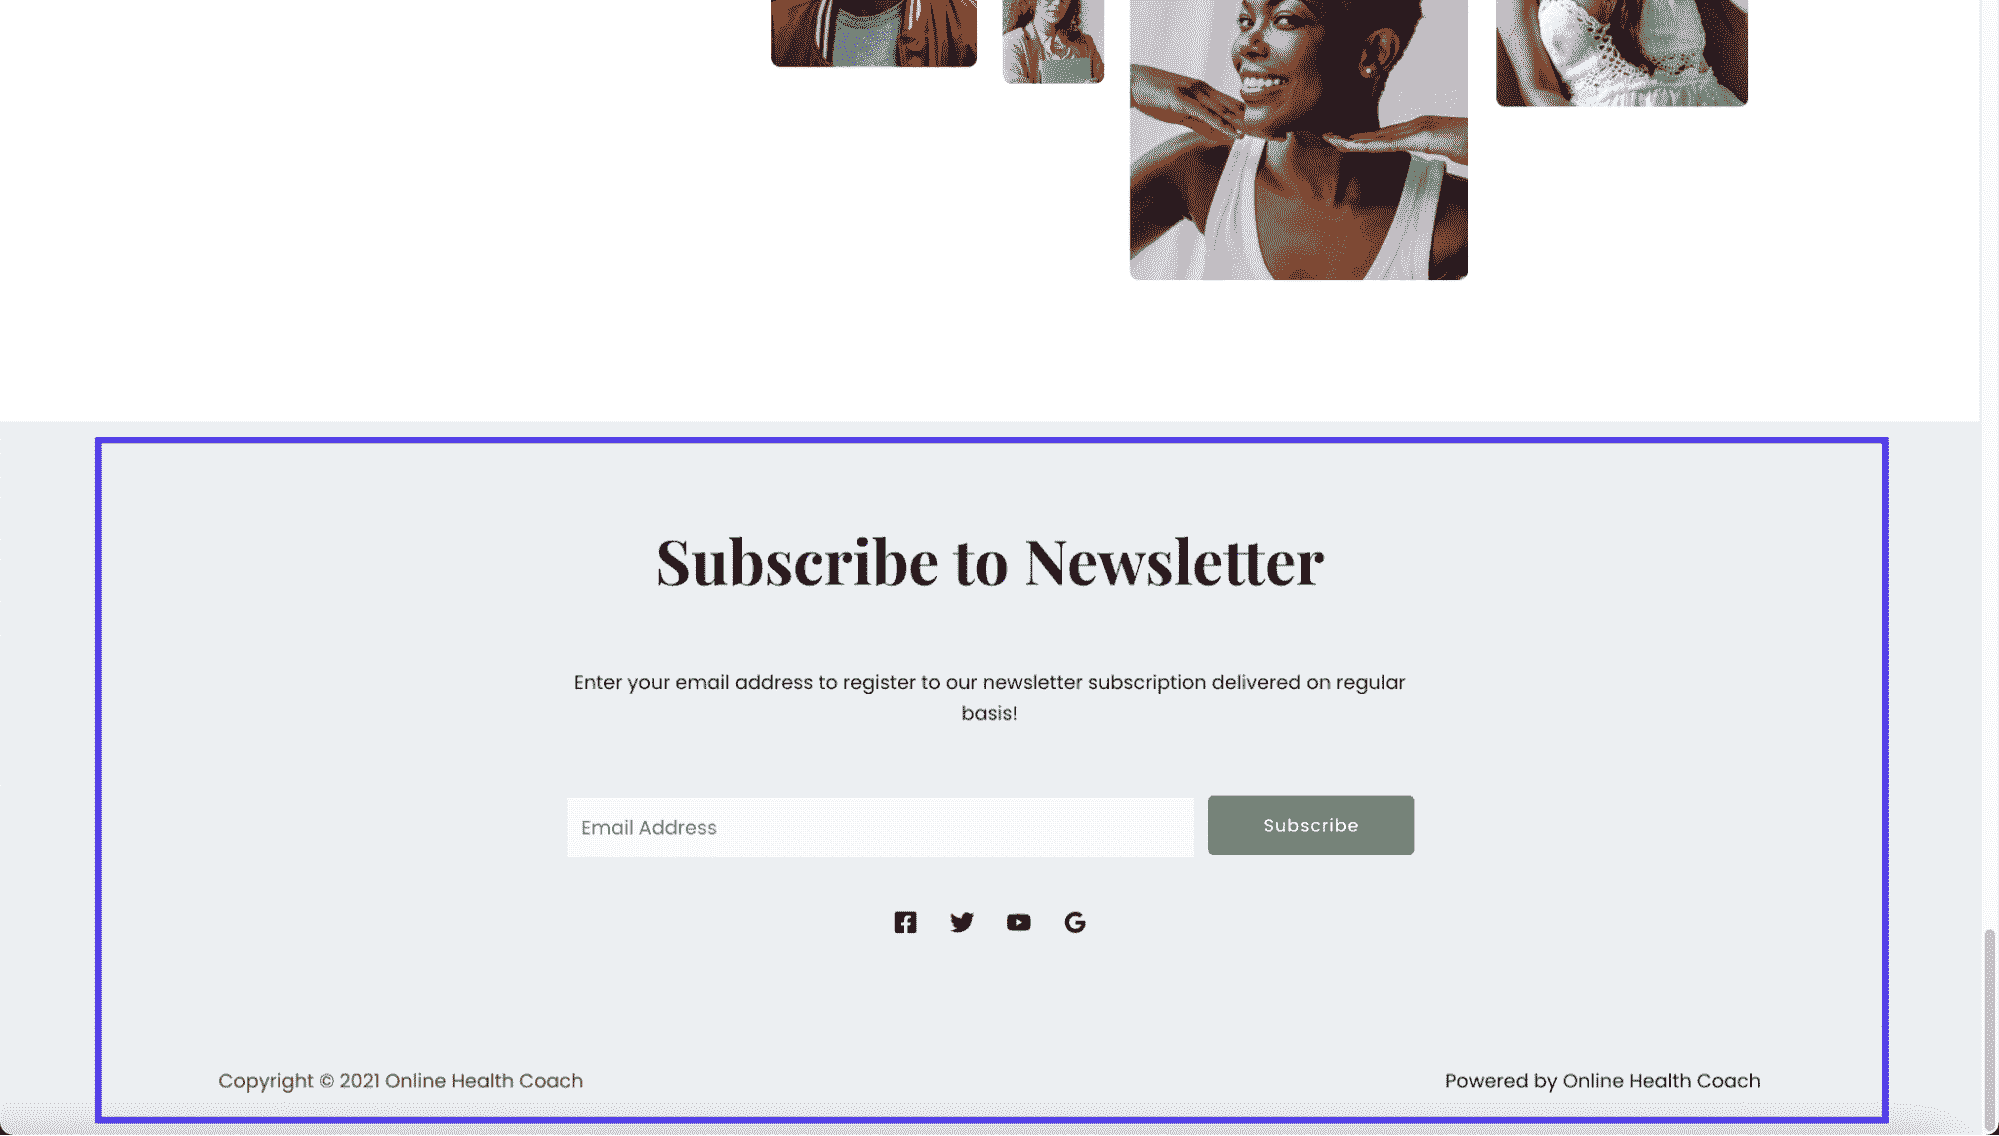 Subscribe to Newsletter
Enter your email address to register to our newsletter subscription delivered on regular
basis!
Email Address
Subscribe
Copyright © 2021 Online Health Coach
Powered by Online Health Coach